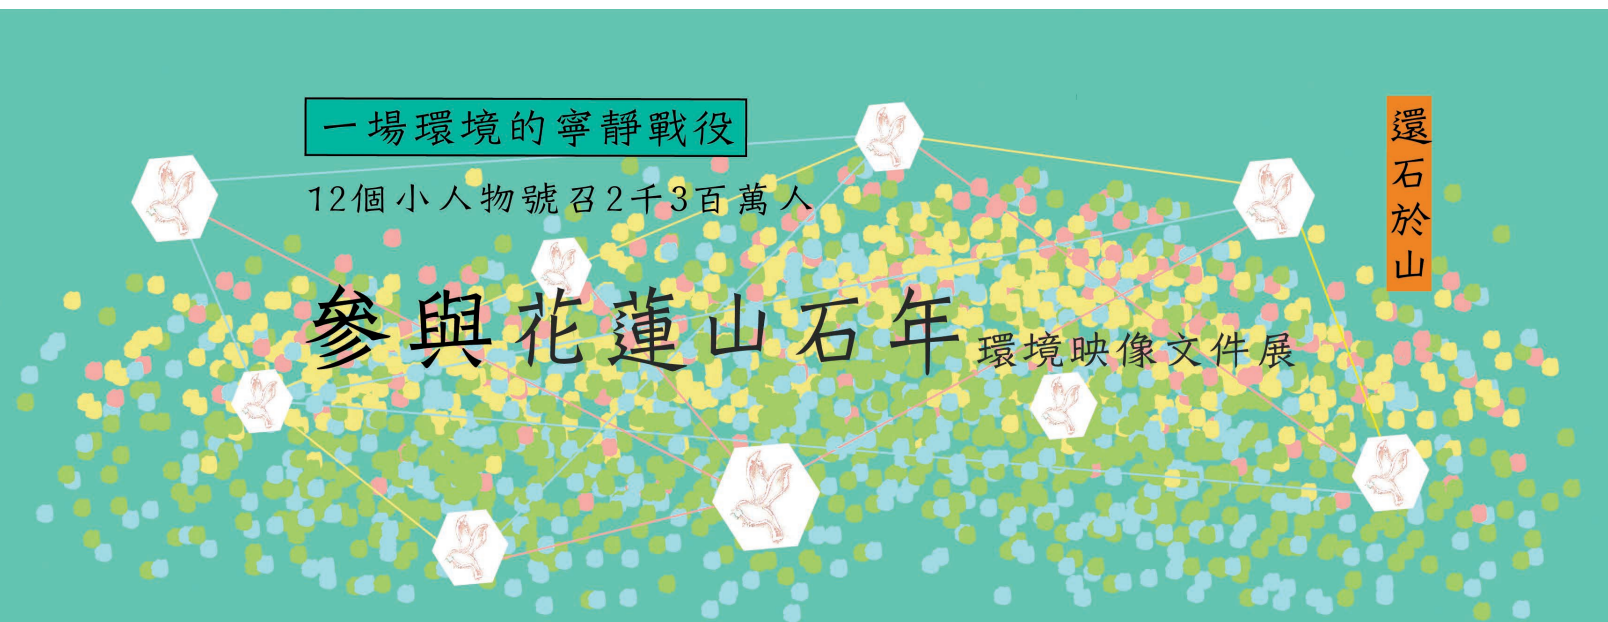 一場環境的寧靜戰役
12個小人物號召2千3百萬人
參與花蓮山石年環境映像文件展
還石於山